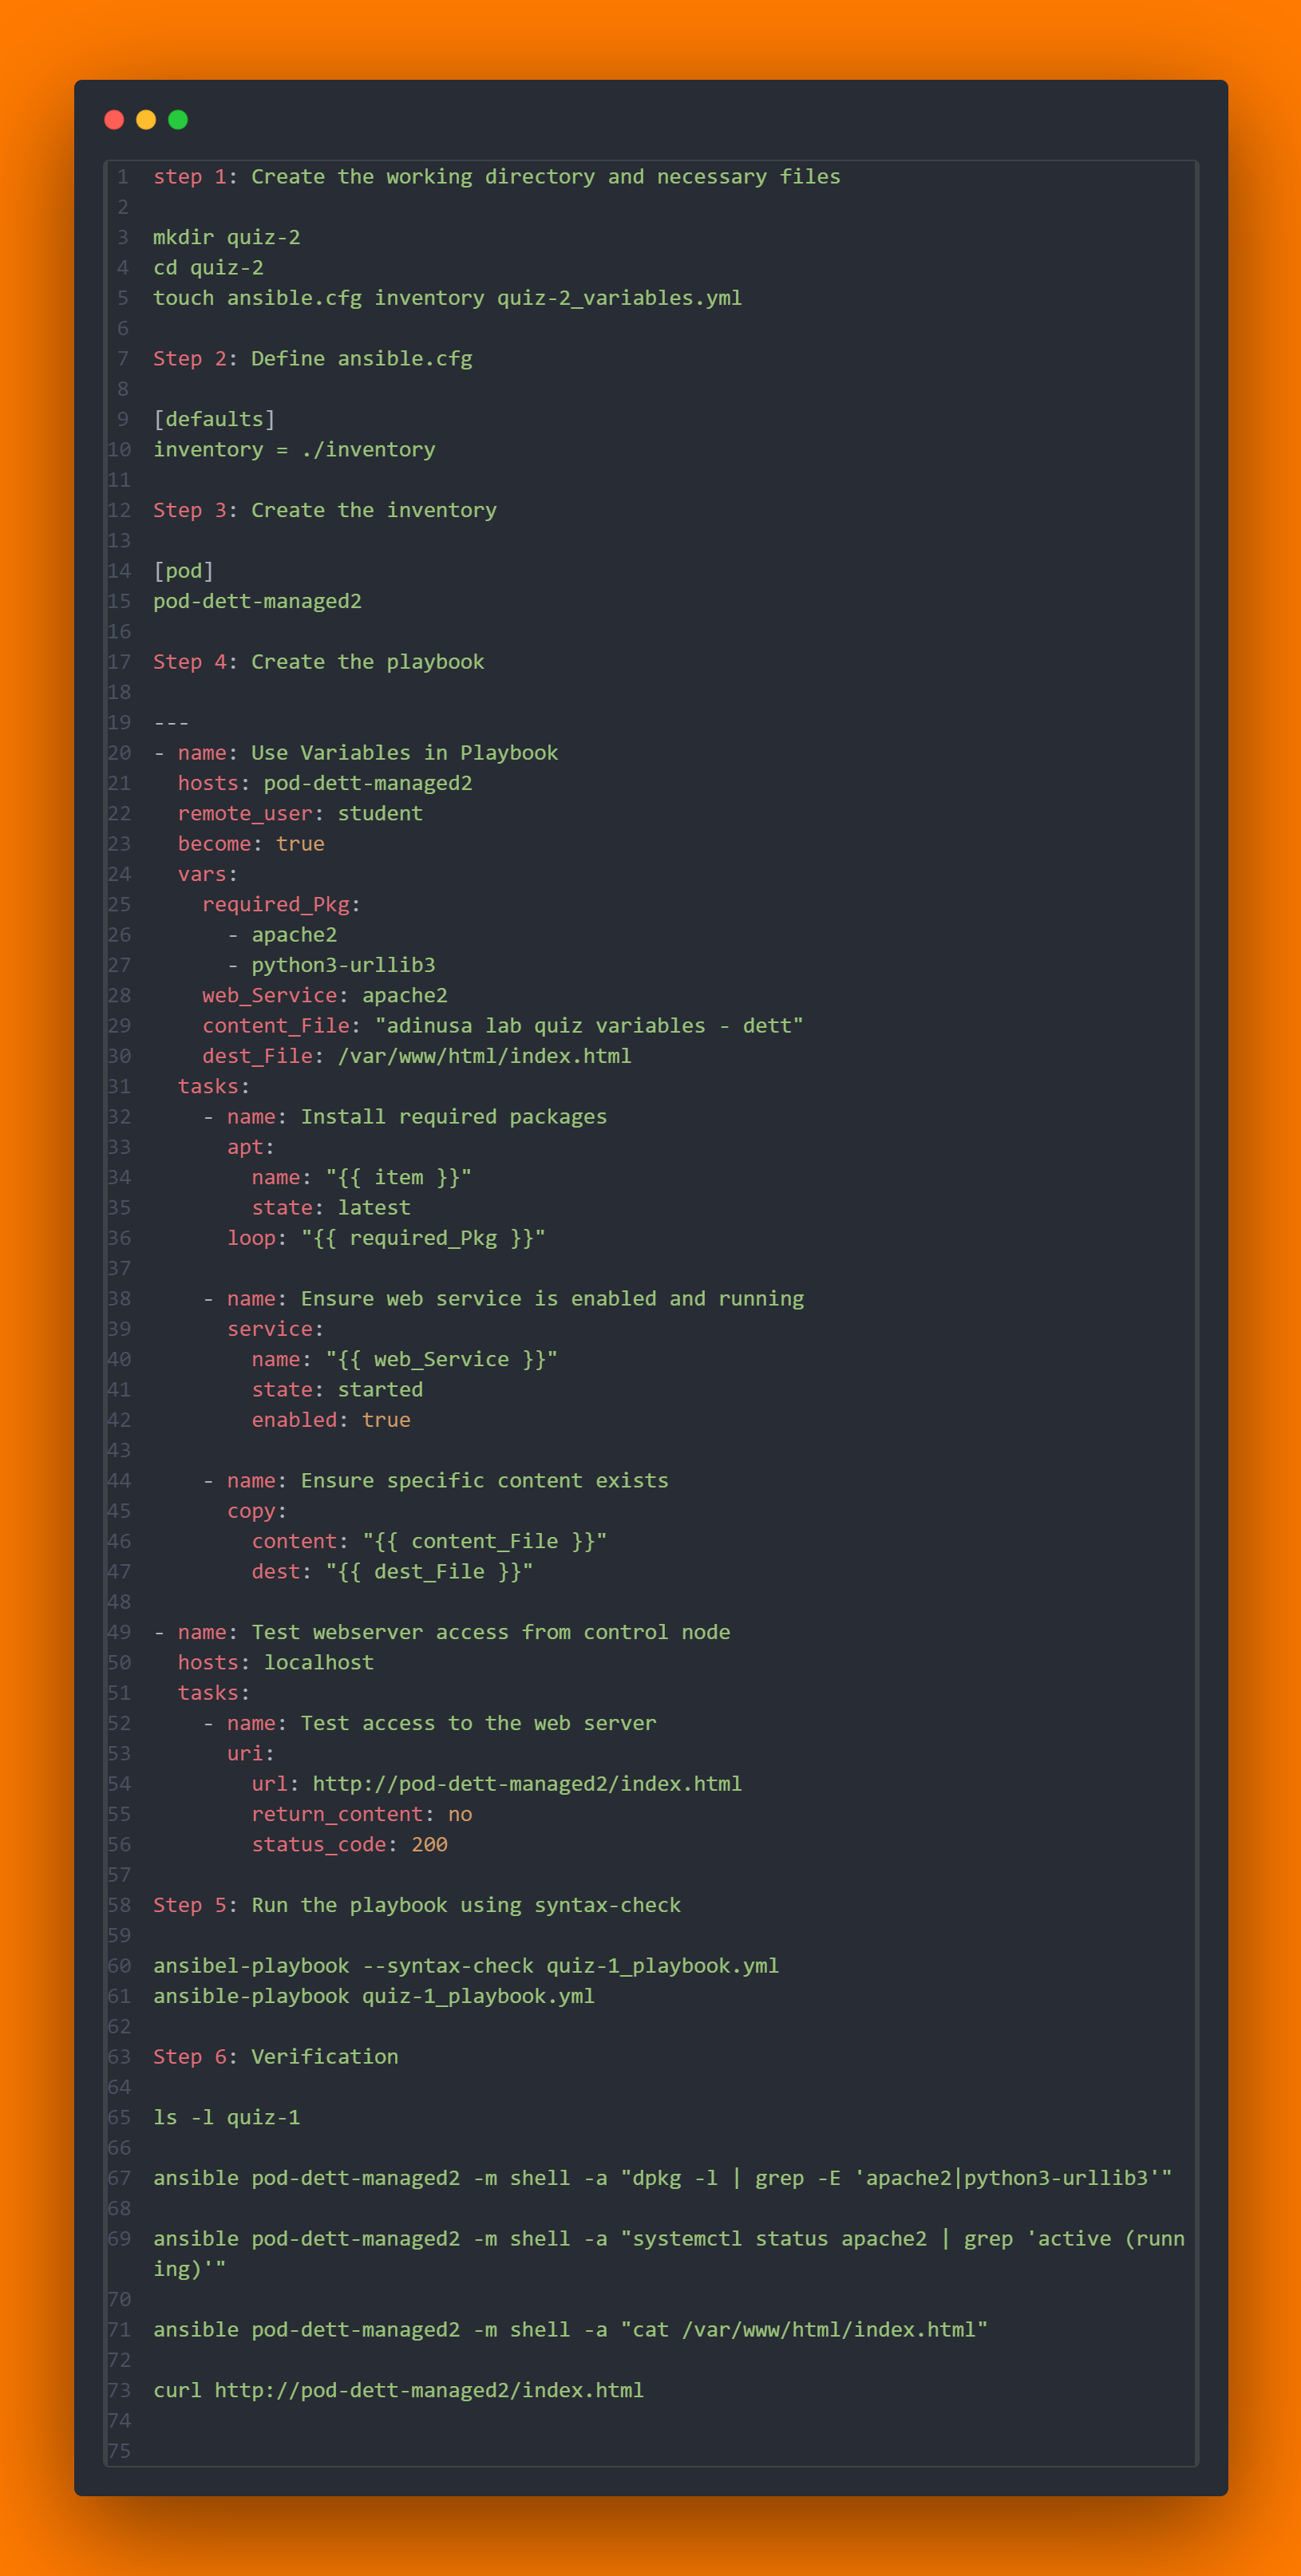 1 step 1: Create the working directory and necessary files
2
3 mkdir quiz-2
4 cd quiz-2
5 touch ansible.cfg inventory quiz-2_variables.yml
6
7 Step 2: Define ansible.cfg
8
9 [defaults]
10 inventory = ./inventory
11
12 Step 3: Create the inventory
13
14 [pod]
15 pod-dett-managed2
16
17 Step 4: Create the playbook
18
19 ---
20 - name: Use Variables in Playbook
21   hosts: pod-dett-managed2
22   remote_user: student
23   become: true
24   vars:
25     required_Pkg:
26       - apache2
27       - python3-urllib3
28     web_Service: apache2
29     content_File: "adinusa lab quiz variables - dett"
30     dest_File: /var/www/html/index.html
31   tasks:
32     - name: Install required packages
33       apt:
34         name: "{{ item }}"
35         state: latest
36       loop: "{{ required_Pkg }}"
37
38     - name: Ensure web service is enabled and running
39       service:
40         name: "{{ web_Service }}"
41         state: started
42         enabled: true
43
44     - name: Ensure specific content exists
45       copy:
46         content: "{{ content_File }}"
47         dest: "{{ dest_File }}"
48
49 - name: Test webserver access from control node
50   hosts: localhost
51   tasks:
52     - name: Test access to the web server
53       uri:
54         url: http://pod-dett-managed2/index.html
55         return_content: no
56         status_code: 200
57
58 Step 5: Run the playbook using syntax-check
59
60 ansibel-playbook --syntax-check quiz-1_playbook.yml
61 ansible-playbook quiz-1_playbook.yml
62
63 Step 6: Verification
64
65 ls -l quiz-1
66
67 ansible pod-dett-managed2 -m shell -a "dpkg -l | grep -E 'apache2|python3-urllib3'"
68
69 ansible pod-dett-managed2 -m shell -a "systemctl status apache2 | grep 'active (runn
ing)'"
70
71 ansible pod-dett-managed2 -m shell -a "cat /var/www/html/index.html"
72
73 curl http://pod-dett-managed2/index.html
74
75